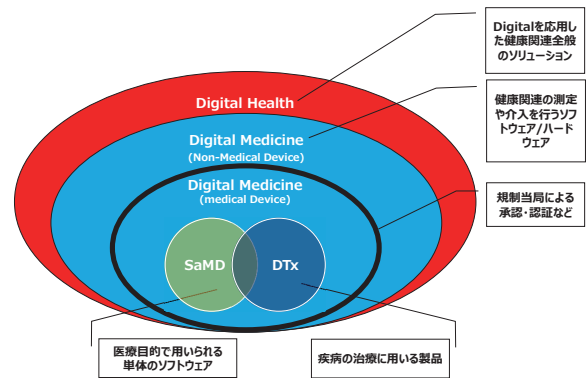 Digitalを応用し
た健康関連全般
のソリューション
Digital Health
健康関連の測定
や介入を行うソフ
トウェア/ハード
ウェア
Digital Medicine
(Non-Medical Device)
Digital Medicine
(medical Device)
規制当局による
承認・認証など
SaMD
DTx
医療目的で用いられる
単体のソフトウェア
疾病の治療に用いる製品